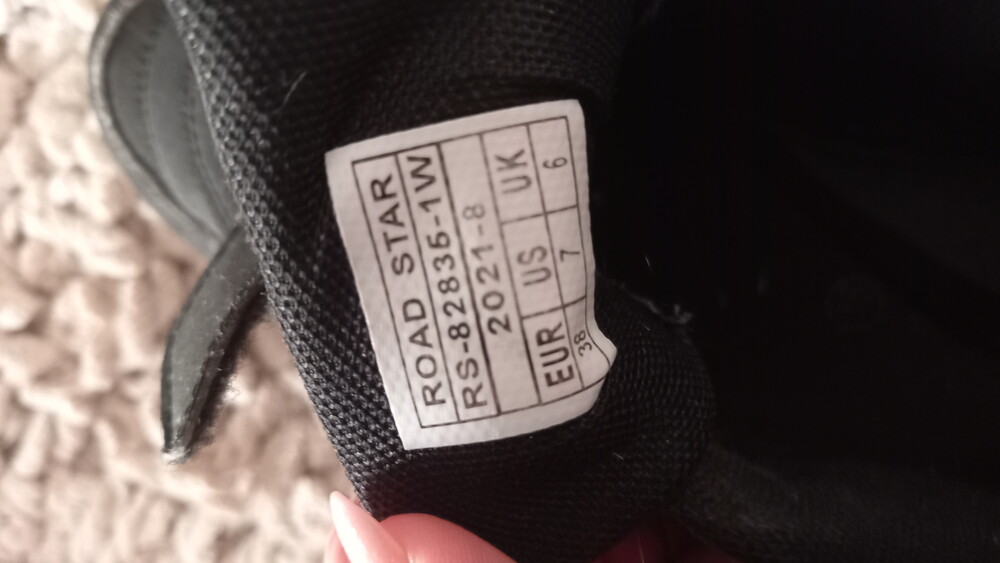 ROAD STAR
RS-82835-1W
2021-8
EUR US UK
38 7 6